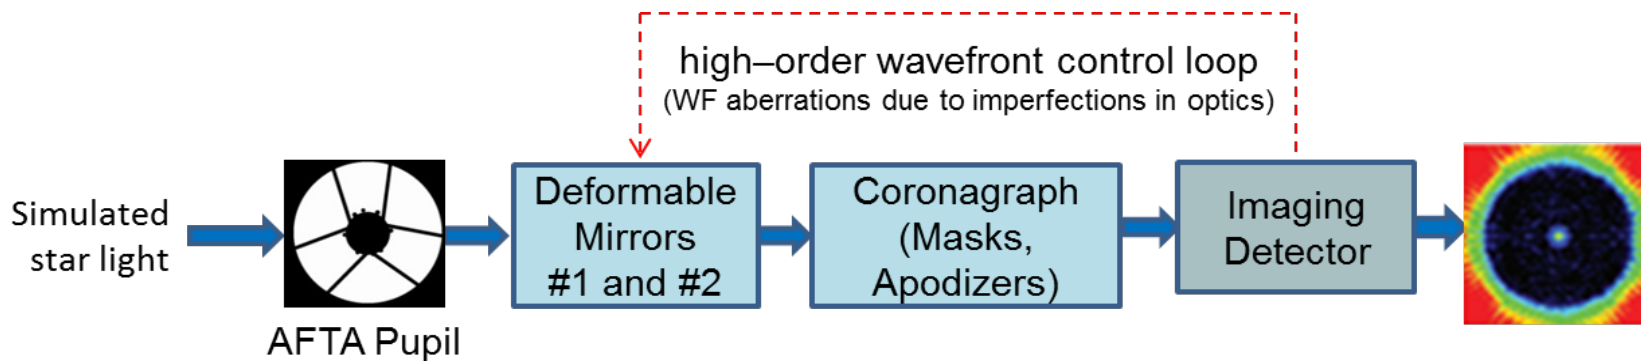 high–order wavefront control loop
(WF aberrations due to imperfections in optics)
Simulated
star light
AFTA Pupil
Deformable
Mirrors
#1 and #2
Coronagraph
(Masks,
Apodizers)
Imaging
Detector